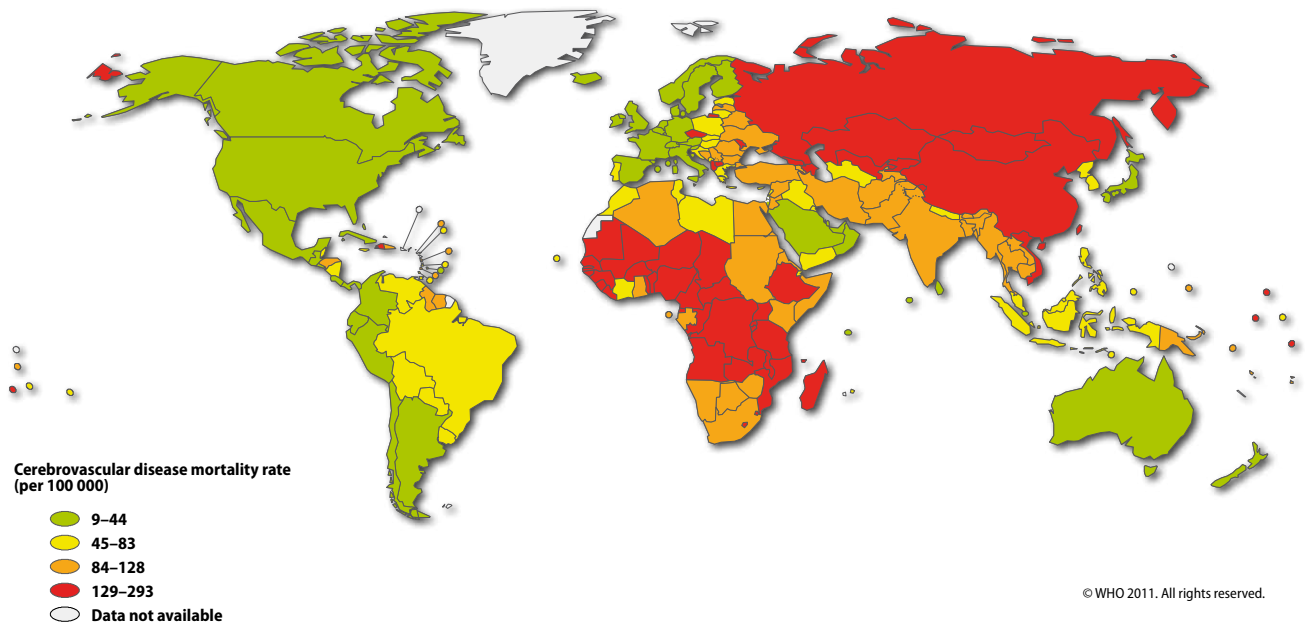 Cerebrovascular disease mortality rate
(per 100 000)
9–44
45–83
84–128
129–293
Data not available
© WHO 2011. All rights reserved.